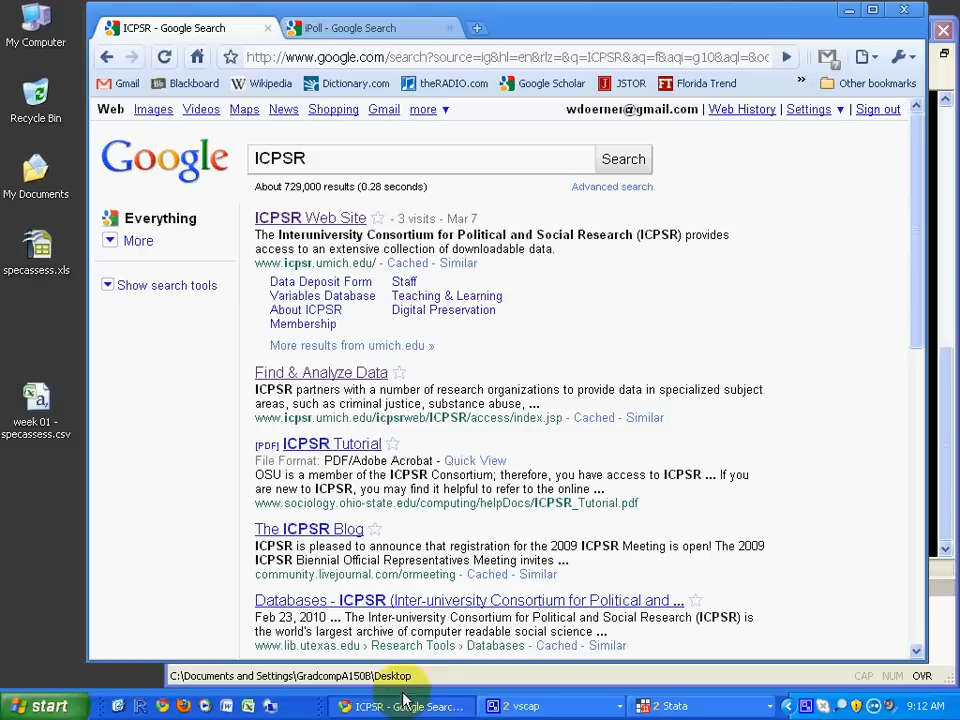 My Computer
Recycle Bin
My Documents
specassess.xls
week 01 -
specassess.csv
ICPSR - Google Search
iPoll - Google Search
http://www.google.com/search?source=ig&hl=en&rlz=&q=ICPSR&aq=f&aqi=g10&aql=&oc
Gmail
Blackboard
Wikipedia
Dictionary.com
theRADIO.com
Google Scholar
JSTOR
Florida Trend
»
Other bookmarks
Web Images Videos Maps News Shopping Gmail more ▼
wdoerner@gmail.com | Web History | Settings ▼ | Sign out
Google
ICPSR
Search
About 729,000 results (0.28 seconds)
Advanced search
Everything
More
Show search tools
ICPSR Web Site - 3 visits - Mar 7
The Interuniversity Consortium for Political and Social Research (ICPSR) provides
access to an extensive collection of downloadable data.
www.icpsr.umich.edu/ - Cached - Similar
Data Deposit Form Staff
Variables Database Teaching & Learning
About ICPSR Digital Preservation
Membership
More results from umich.edu »
Find & Analyze Data
ICPSR partners with a number of research organizations to provide data in specialized subject
areas, such as criminal justice, substance abuse, ...
www.icpsr.umich.edu/icpsrweb/ICPSR/access/index.jsp - Cached - Similar
[PDF] ICPSR Tutorial
File Format: PDF/Adobe Acrobat - Quick View
OSU is a member of the ICPSR Consortium; therefore, you have access to ICPSR ... If you
are new to ICPSR, you may find it helpful to refer to the online ...
www.sociology.ohio-state.edu/computing/helpDocs/ICPSR_Tutorial.pdf
The ICPSR Blog
ICPSR is pleased to announce that registration for the 2009 ICPSR Meeting is open! The 2009
ICPSR Biennial Official Representatives Meeting invites ...
community.livejournal.com/ormeeting - Cached - Similar
Databases - ICPSR (Inter-university Consortium for Political and ...
Feb 23, 2010 ... The Inter-university Consortium for Political and Social Research (ICPSR) is
the world's largest archive of computer readable social science ...
www.lib.utexas.edu › Research Tools › Databases - Cached - Similar
C:\Documents and Settings\GradcompA150B\Desktop
CAP NUM OVR
start
ICPSR - Google Searc...
2 vscap
2 Stata
9:12 AM